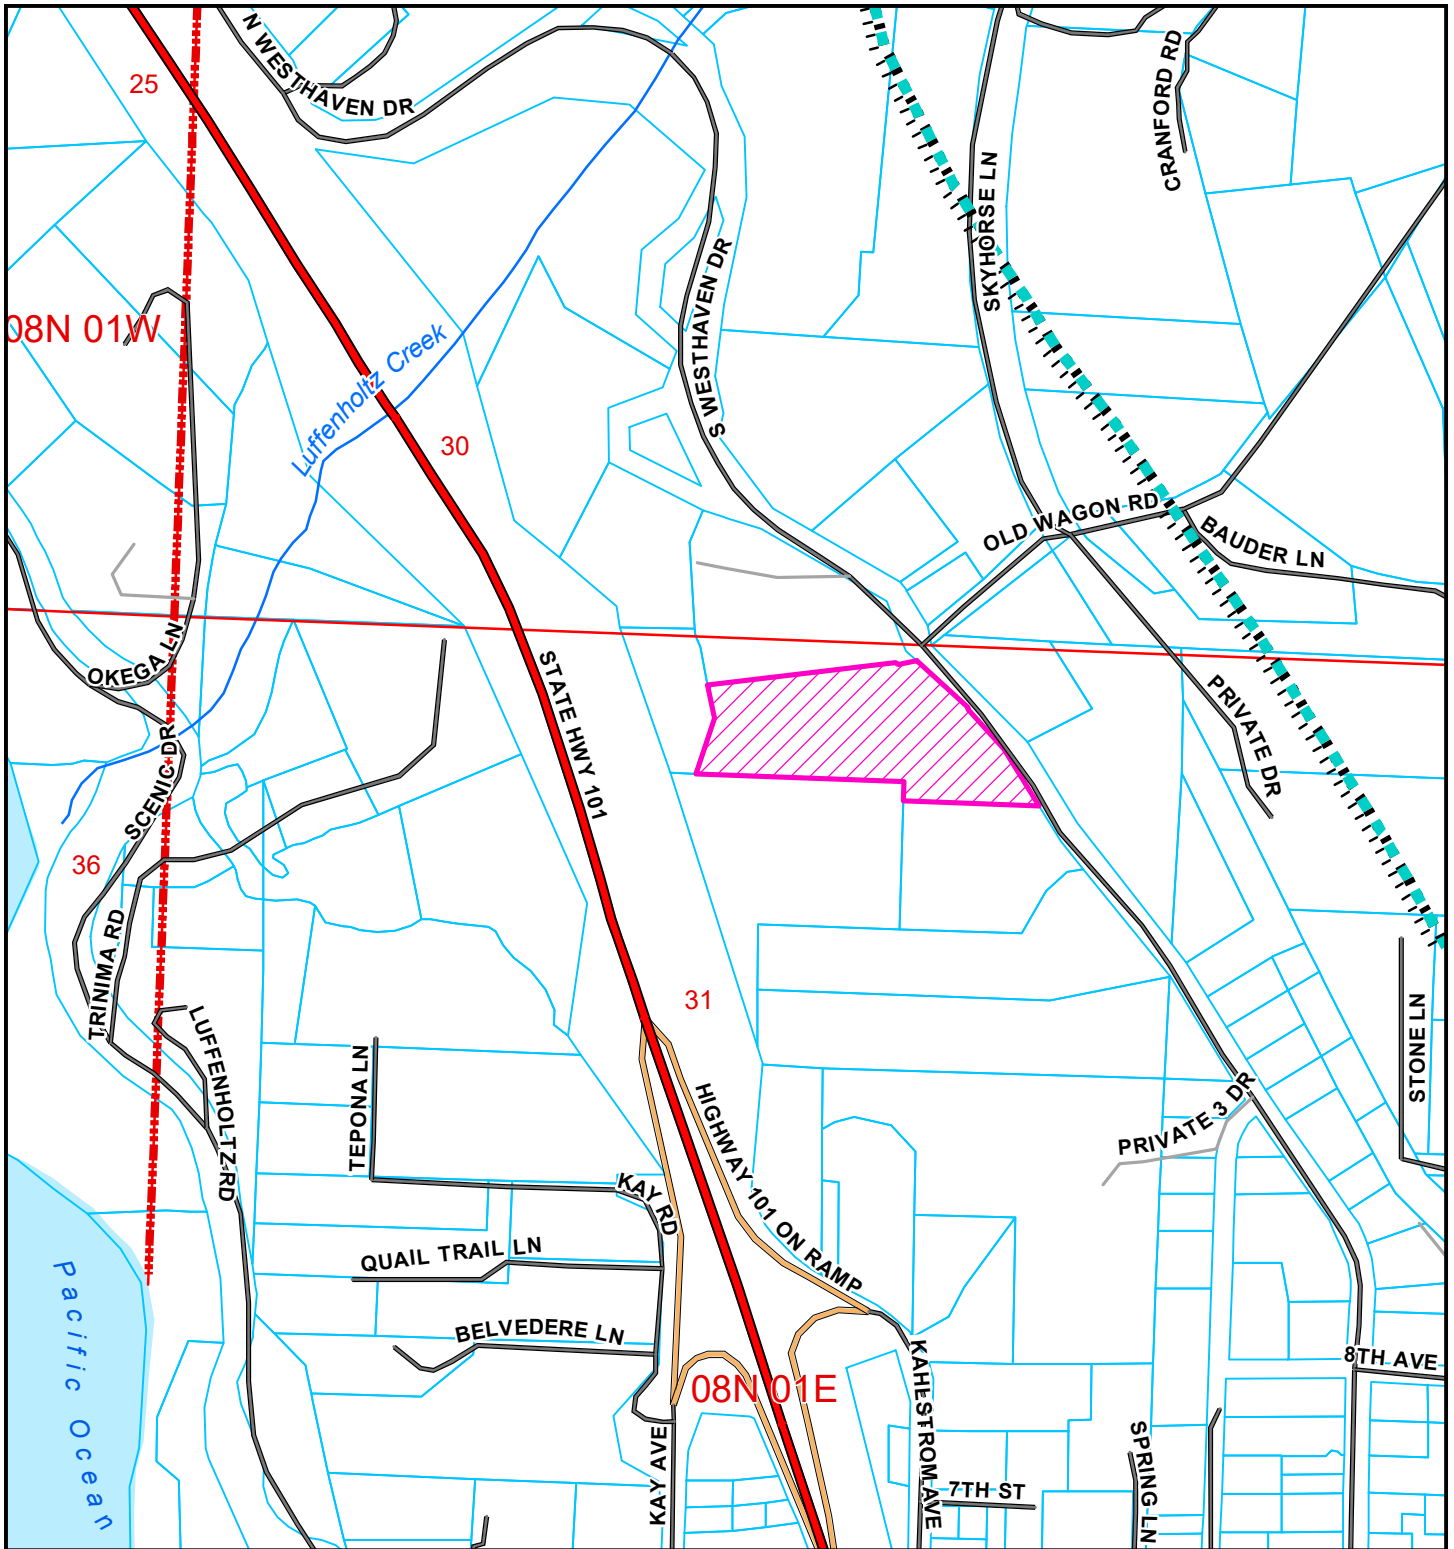 N WESTHAVEN DR
25
CRANFORD RD
SKYHORSE LN
S WESTHAVEN DR
08N 01W
Luffenholtz Creek
30
OLD WAGON RD
BAUDER LN
OKEGA LN
STATE HWY 101
PRIVATE DR
SCENIC DR
36
TRINIMA RD
31
LUFFENHOLTZ RD
STONE LN
TEPONA LN
HIGHWAY 101 ON RAMP
PRIVATE 3 DR
KAY RD
QUAIL TRAIL LN
Pacific Ocean
BELVEDERE LN
8TH AVE
KAHLSTROM AVE
08N 01E
KAY AVE
7TH ST
SPRING LN